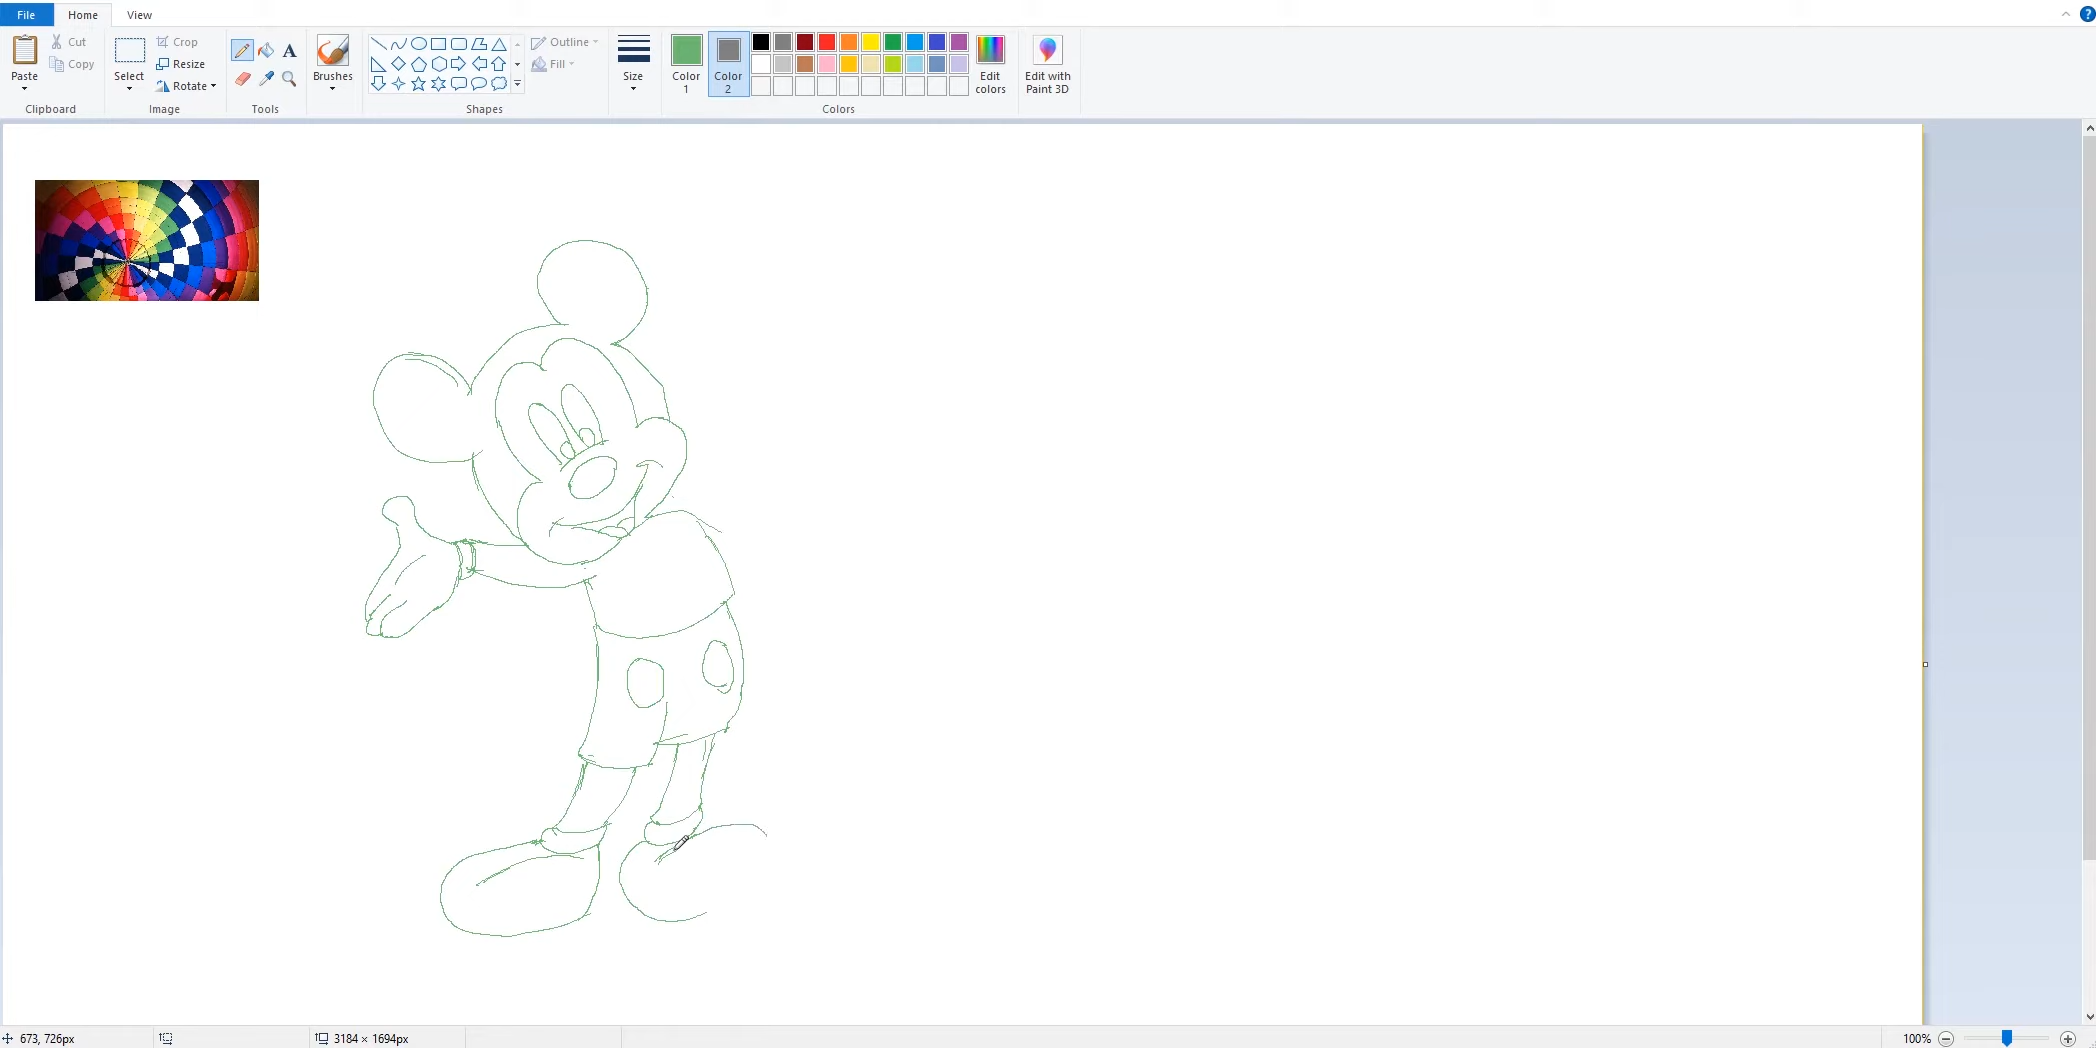 File Home View ?
Paste
Cut
Copy
Clipboard
Select
Crop
Resize
Rotate
Image
A
Tools
Brushes
Outline
Fill
Shapes
Size
Color
1
Color
2
Edit
colors
Colors
Edit with
Paint 3D
673, 726px
3184 × 1694px
100%